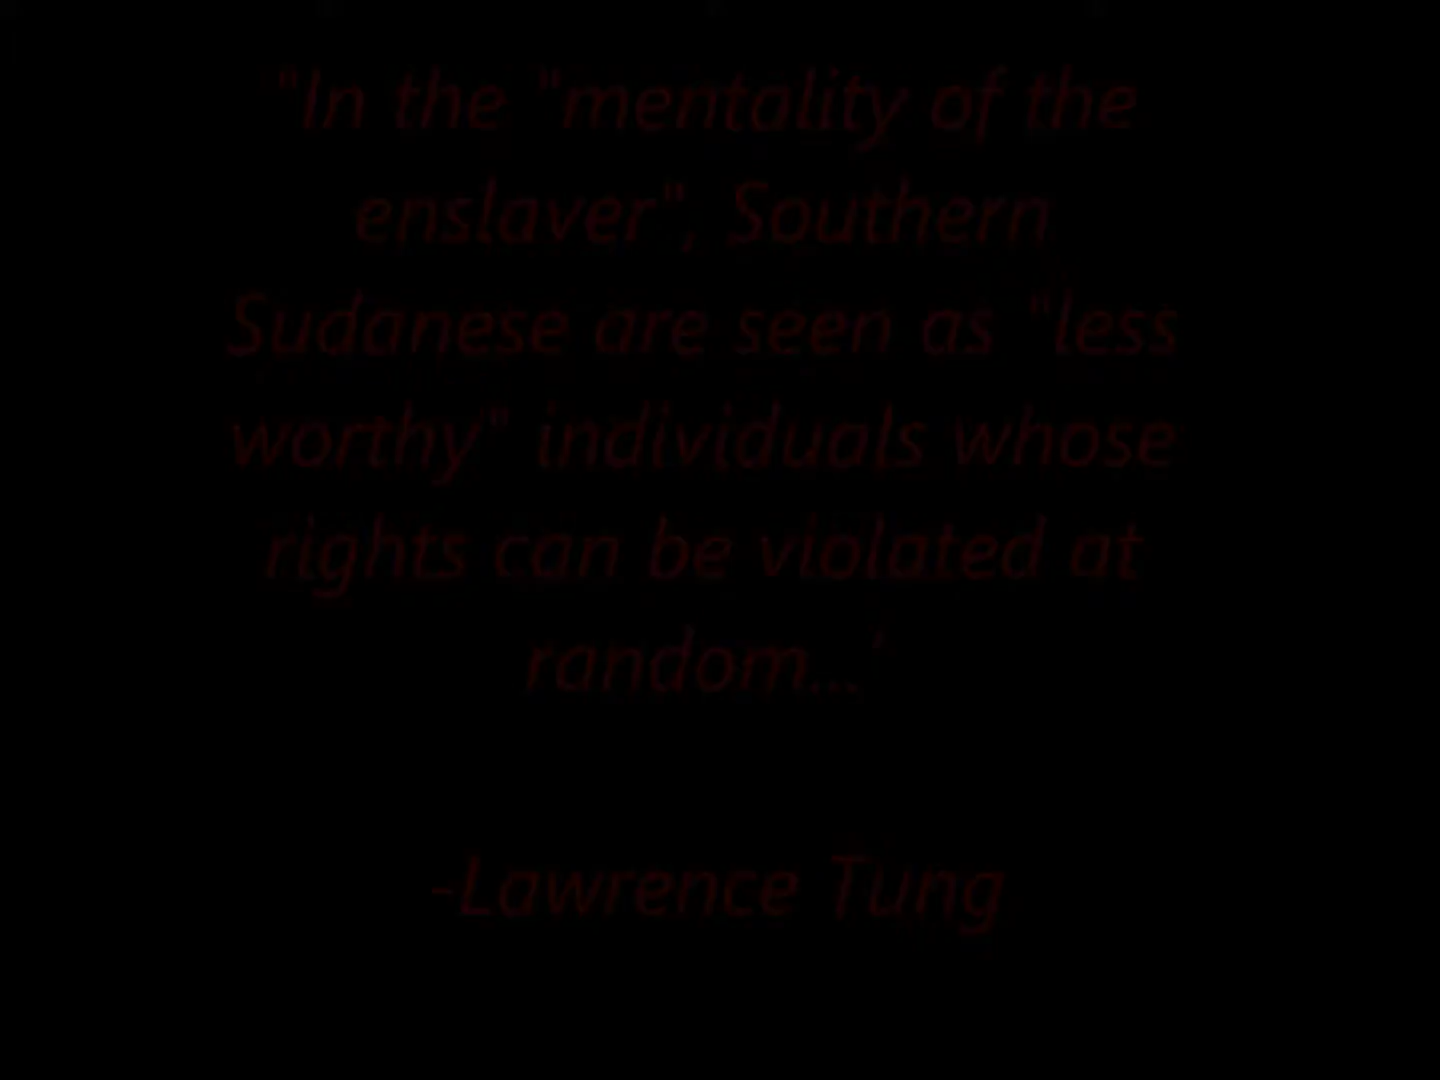 "In the "mentality of the
enslaver", Southern
Sudanese are seen as "less
worthy" individuals whose
rights can be violated at
random...'
-Lawrence Tung